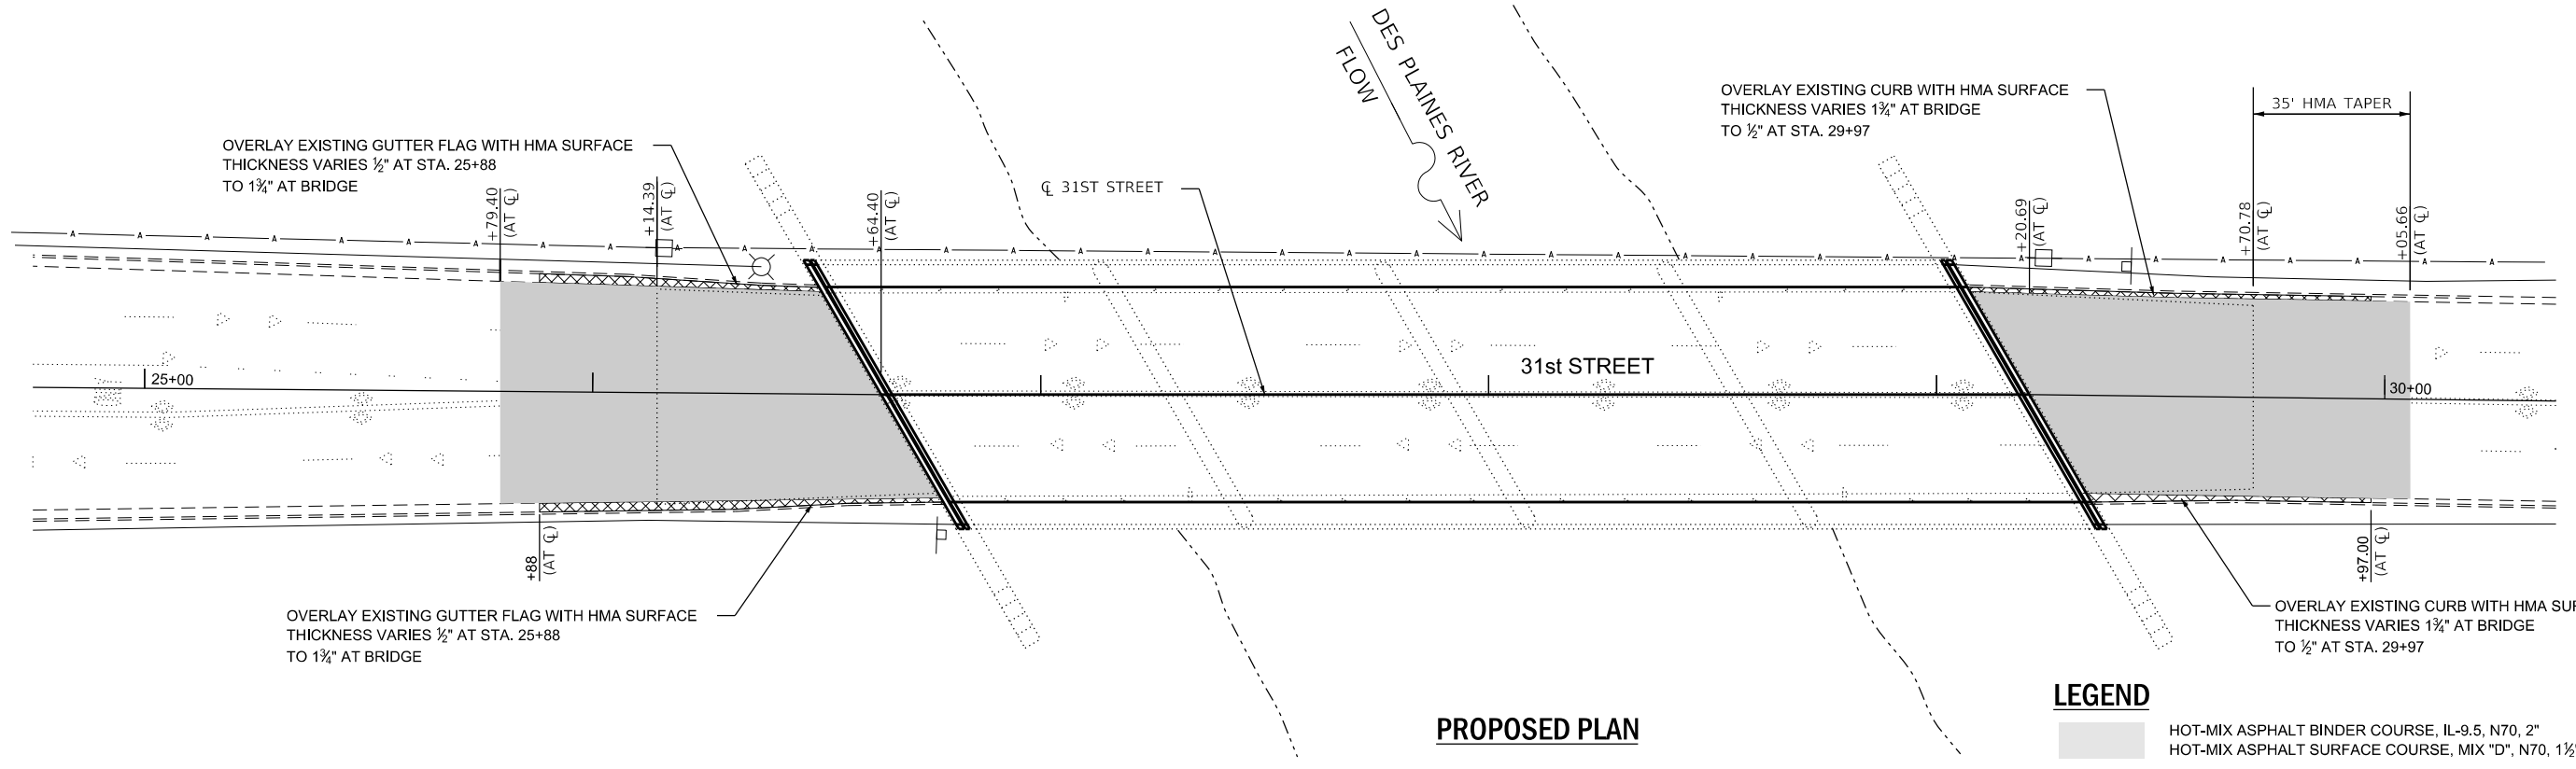 DES PLAINES RIVER
FLOW
OVERLAY EXISTING CURB WITH HMA SURFACE
THICKNESS VARIES 1¾" AT BRIDGE
TO ½" AT STA. 29+97
35' HMA TAPER
OVERLAY EXISTING GUTTER FLAG WITH HMA SURFACE
THICKNESS VARIES ½" AT STA. 25+88
TO 1¾" AT BRIDGE
+79.40
(AT ℄)
+14.39
(AT ℄)
+64.40
(AT ℄)
℄ 31ST STREET
+20.69
(AT ℄)
+70.78
(AT ℄)
+05.66
(AT ℄)
A A A A A A A A A A A A A A A A A A A A A A A A A A A A A A A A A A A A A
31st STREET
25+00
30+00
+88
(AT ℄)
+97.00
(AT ℄)
OVERLAY EXISTING GUTTER FLAG WITH HMA SURFACE
THICKNESS VARIES ½" AT STA. 25+88
TO 1¾" AT BRIDGE
OVERLAY EXISTING CURB WITH HMA SU
THICKNESS VARIES 1¾" AT BRIDGE
TO ½" AT STA. 29+97
PROPOSED PLAN
LEGEND
HOT-MIX ASPHALT BINDER COURSE, IL-9.5, N70, 2"
HOT-MIX ASPHALT SURFACE COURSE, MIX "D", N70, 1½"